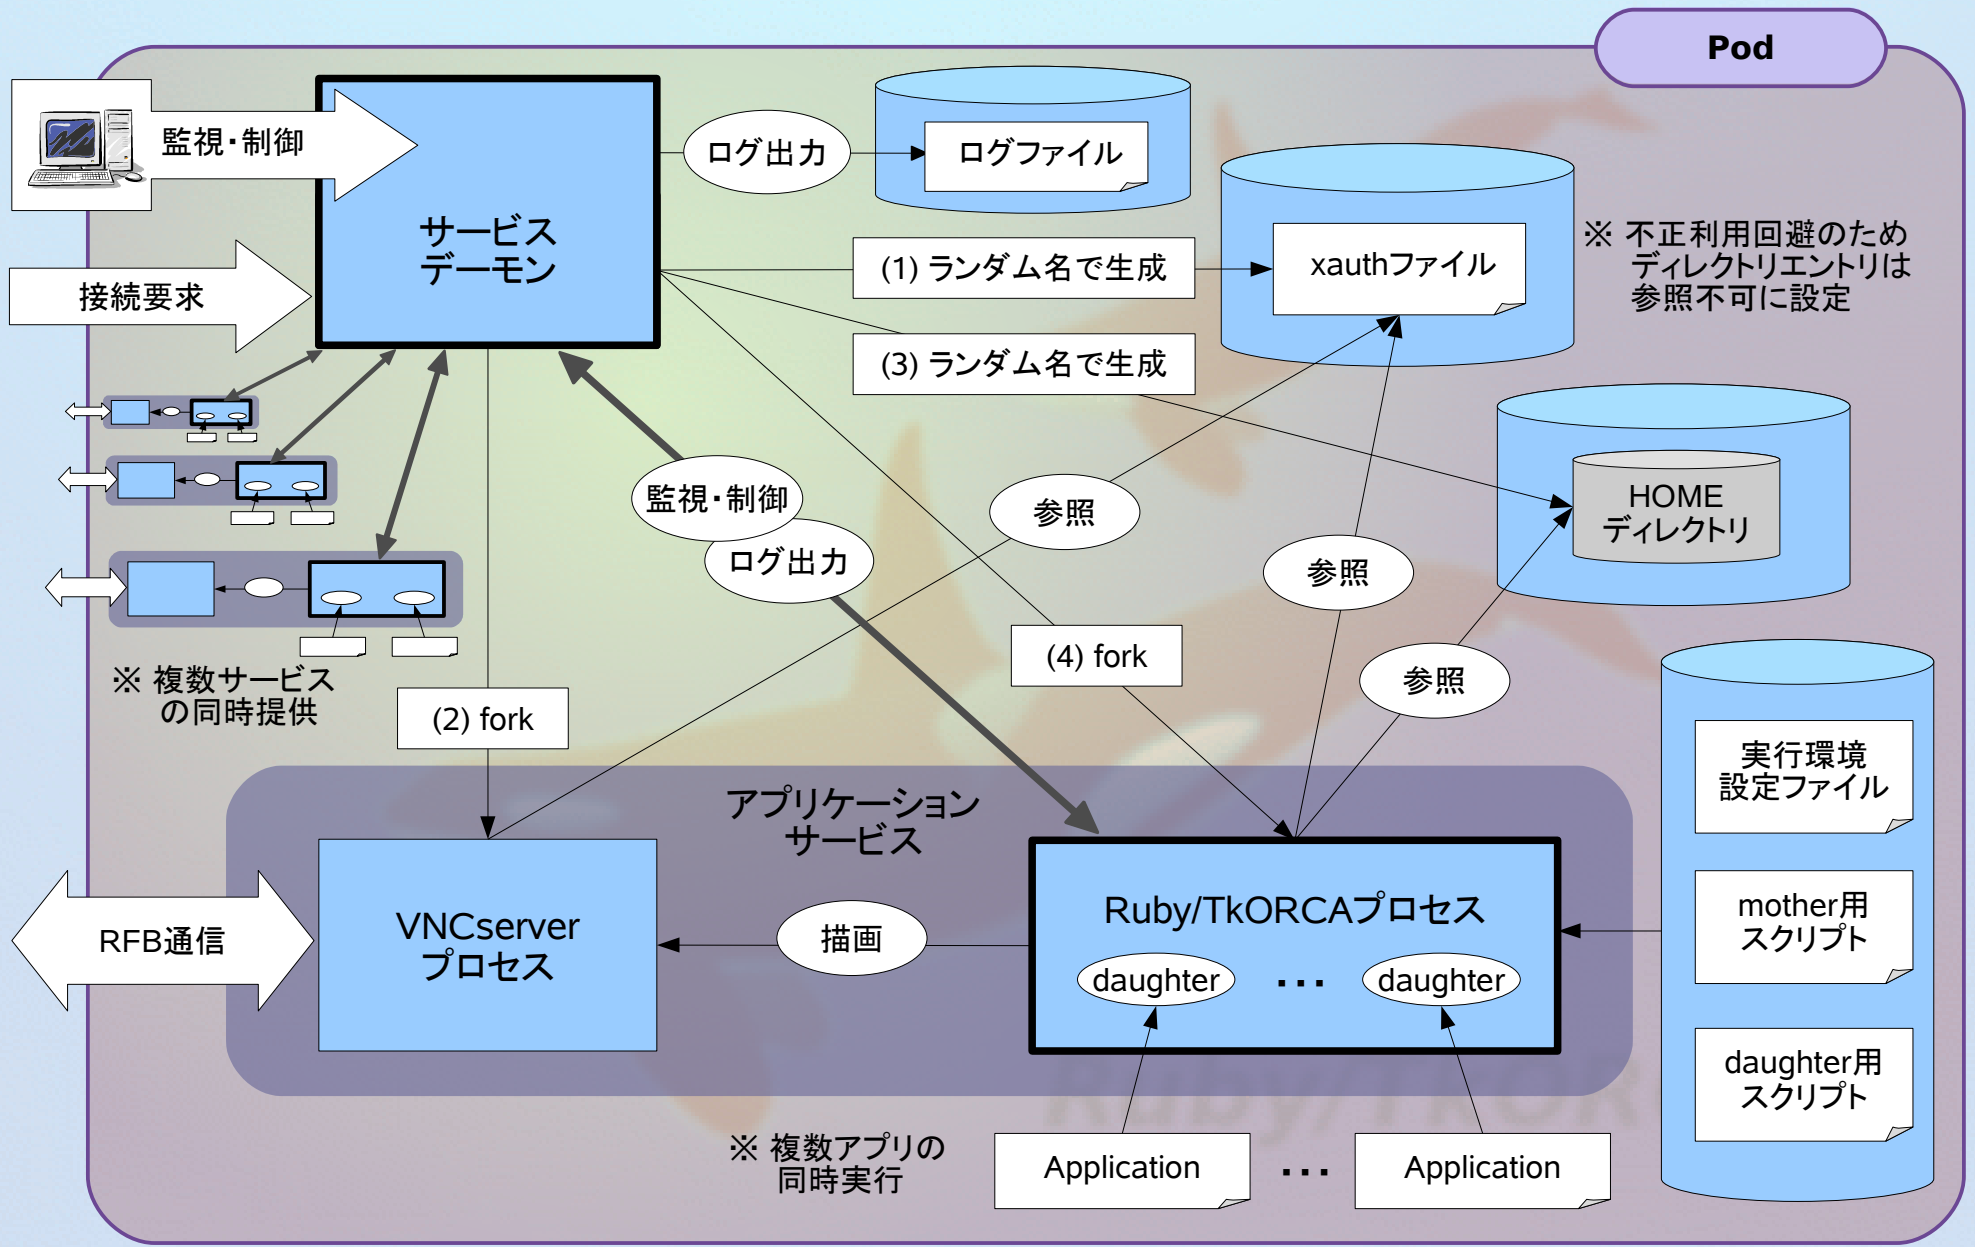 Pod
監視・制御
サービス
デーモン
ログ出力
ログファイル
接続要求
(1) ランダム名で生成
xauthファイル
※ 不正利用回避のため
ディレクトリエントリは
参照不可に設定
(3) ランダム名で生成
監視・制御
ログ出力
参照
参照
HOME
ディレクトリ
参照
(4) fork
※ 複数サービス
の同時提供
(2) fork
アプリケーション
サービス
実行環境
設定ファイル
RFB通信
VNCserver
プロセス
描画
Ruby/TkORCAプロセス
daughter
・・・
daughter
mother用
スクリプト
daughter用
スクリプト
※ 複数アプリの
同時実行
Application
・・・
Application
Ruby/TkOR